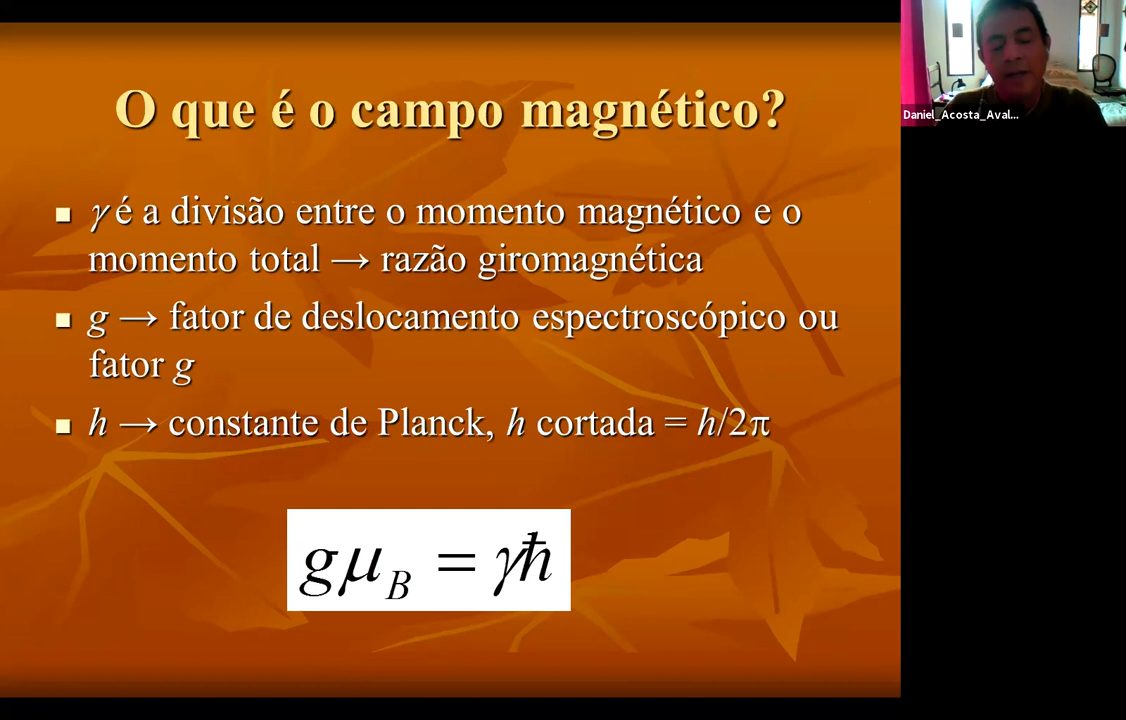 O que é o campo magnético?
Daniel_Acosta_Aval...
■ γ é a divisão entre o momento magnético e o
momento total → razão giromagnética
■ g → fator de deslocamento espectroscópico ou
fator g
■ h → constante de Planck, h cortada = h/2π
gμ_B = γħ